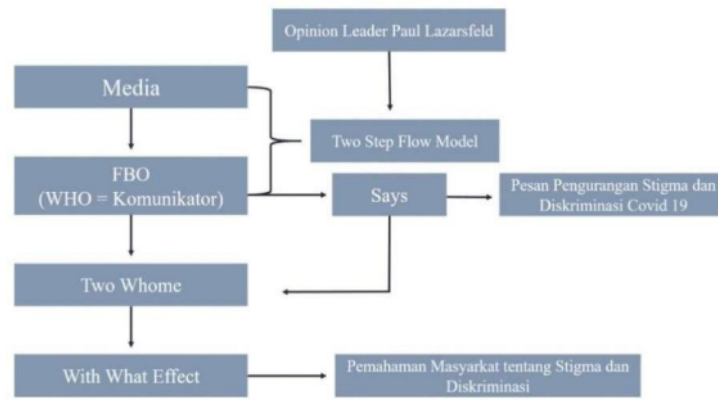 Opinion Leader Paul Lazarsfeld
Media
Two Step Flow Model
FBO
(WHO = Komunikator)
Says
Pesan Pengurangan Stigma dan
Diskriminasi Covid 19
Two Whome
With What Effect
Pemahaman Masyarkat tentang Stigma dan
Diskriminasi